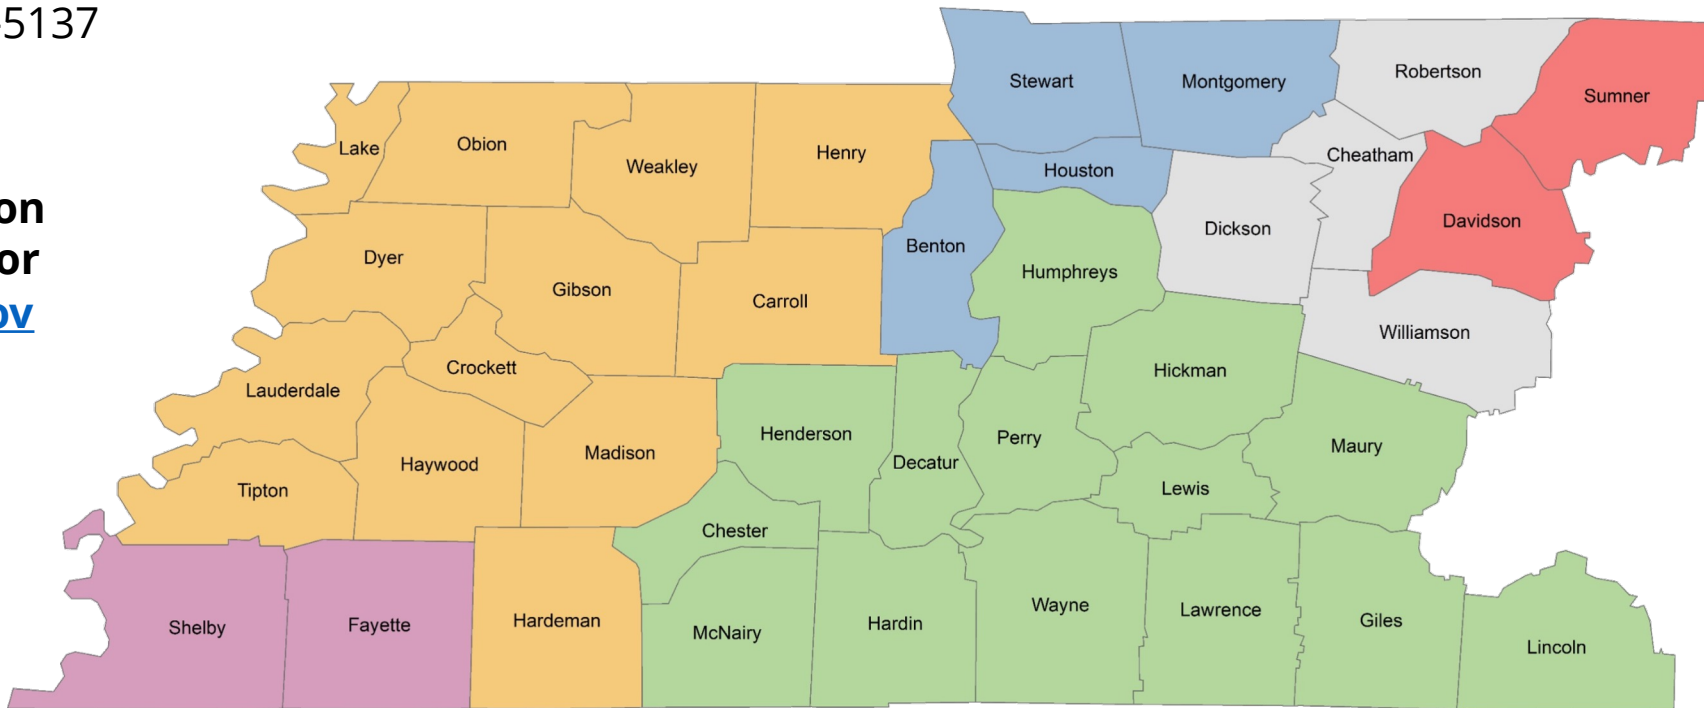 -5137
on
or
ov
Stewart
Montgomery
Robertson
Sumner
Lake
Obion
Weakley
Henry
Houston
Cheatham
Dyer
Gibson
Carroll
Benton
Humphreys
Dickson
Davidson
Lauderdale
Crockett
Hickman
Williamson
Tipton
Haywood
Madison
Henderson
Decatur
Perry
Lewis
Maury
Chester
Shelby
Fayette
Hardeman
McNairy
Hardin
Wayne
Lawrence
Giles
Lincoln